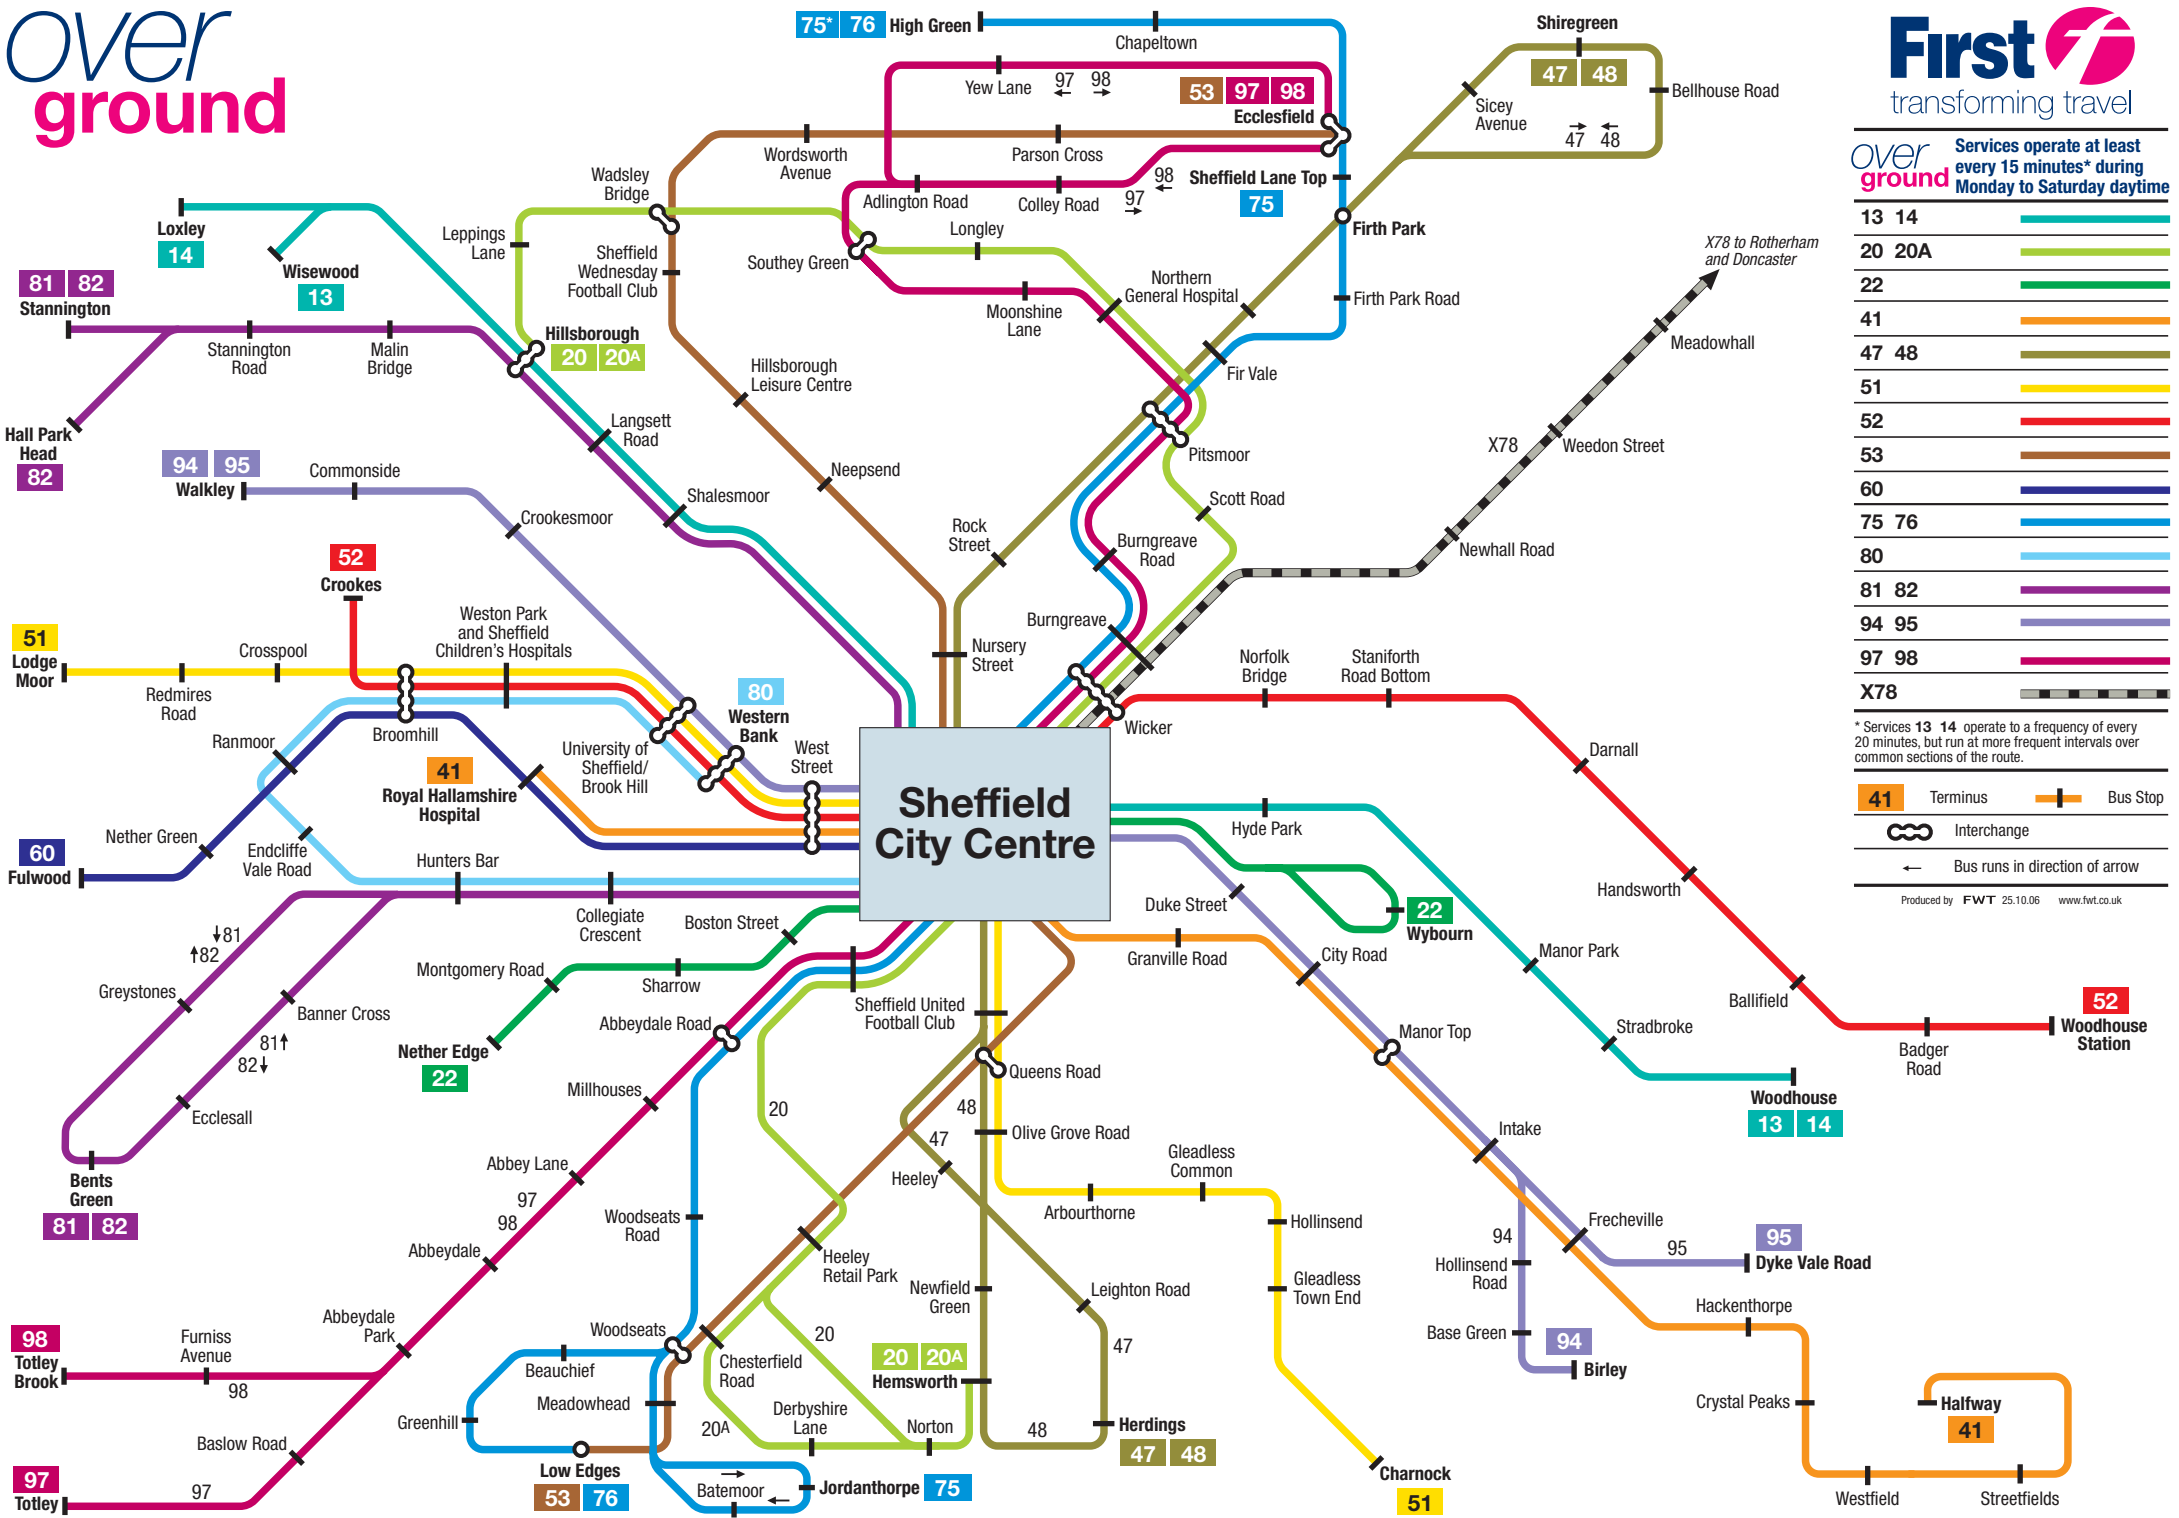 over
ground
75* 76 High Green
Chapeltown
Yew Lane
97 98
53 97 98
Ecclesfield
Shiregreen
47 48
Sicey
Avenue
47 48
Bellhouse Road
First
transforming travel
over
ground
Services operate at least
every 15 minutes* during
Monday to Saturday daytime
13 14
20 20A
22
41
47 48
51
52
53
60
75 76
80
81 82
94 95
97 98
X78
* Services 13 14 operate to a frequency of every
20 minutes, but run at more frequent intervals over
common sections of the route.
41 Terminus
Bus Stop
Interchange
Bus runs in direction of arrow
Produced by FWT 25.10.06 www.fwt.co.uk
Wordsworth
Avenue
Parson Cross
Wadsley
Bridge
Adlington Road
Colley Road
98
97
Sheffield Lane Top
75
Firth Park
Loxley
14
Wisewood
13
Leppings
Lane
Sheffield
Wednesday
Football Club
Southey Green
Longley
Northern
General Hospital
Moonshine
Lane
Firth Park Road
X78 to Rotherham
and Doncaster
81 82
Stannington
Stannington
Road
Malin
Bridge
Hillsborough
20 20A
Hillsborough
Leisure Centre
Fir Vale
Meadowhall
Hall Park
Head
82
Langsett
Road
Pitsmoor
X78
Weedon Street
94 95
Walkley
Commonside
Crookesmoor
Shalesmoor
Neepsend
Rock
Street
Scott Road
Burngreave
Road
Newhall Road
52
Crookes
51
Lodge
Moor
Redmires
Road
Crosspool
Weston Park
and Sheffield
Children's Hospitals
Burngreave
Nursery
Street
Norfolk
Bridge
Staniforth
Road Bottom
Wicker
Darnall
Ranmoor
Broomhill
University of
Sheffield/
Brook Hill
80
Western
Bank
West
Street
41
Royal Hallamshire
Hospital
Sheffield
City Centre
Hyde Park
Nether Green
60
Fulwood
Endcliffe
Vale Road
Hunters Bar
Collegiate
Crescent
Boston Street
Duke Street
22
Wybourn
Handsworth
81
82
Greystones
Banner Cross
81
82
Ecclesall
Bents
Green
81 82
Montgomery Road
Sharrow
Nether Edge
22
Abbeydale Road
Sheffield United
Football Club
Granville Road
City Road
Manor Park
Ballifield
52
Woodhouse
Station
Badger
Road
Stradbroke
Woodhouse
13 14
Manor Top
Queens Road
Millhouses
20
48
47
Olive Grove Road
Heeley
Intake
Abbey Lane
97
98
Abbeydale
Woodseats
Road
Heeley
Retail Park
Gleadless
Common
Arbourthorne
Hollinsend
Gleadless
Town End
Newfield
Green
Leighton Road
47
94
Hollinsend
Road
Frecheville
95
95
Dyke Vale Road
Base Green
94
Birley
Hackenthorpe
Abbeydale
Park
98
Totley
Brook
Furniss
Avenue
98
Woodseats
Beauchief
Chesterfield
Road
20
20 20A
Hemsworth
Meadowhead
Greenhill
20A
Derbyshire
Lane
Norton
48
Herdings
47 48
Crystal Peaks
Halfway
41
Baslow Road
97
Totley
97
Low Edges
53 76
Batemoor
Jordanthorpe 75
Charnock
51
Westfield
Streetfields